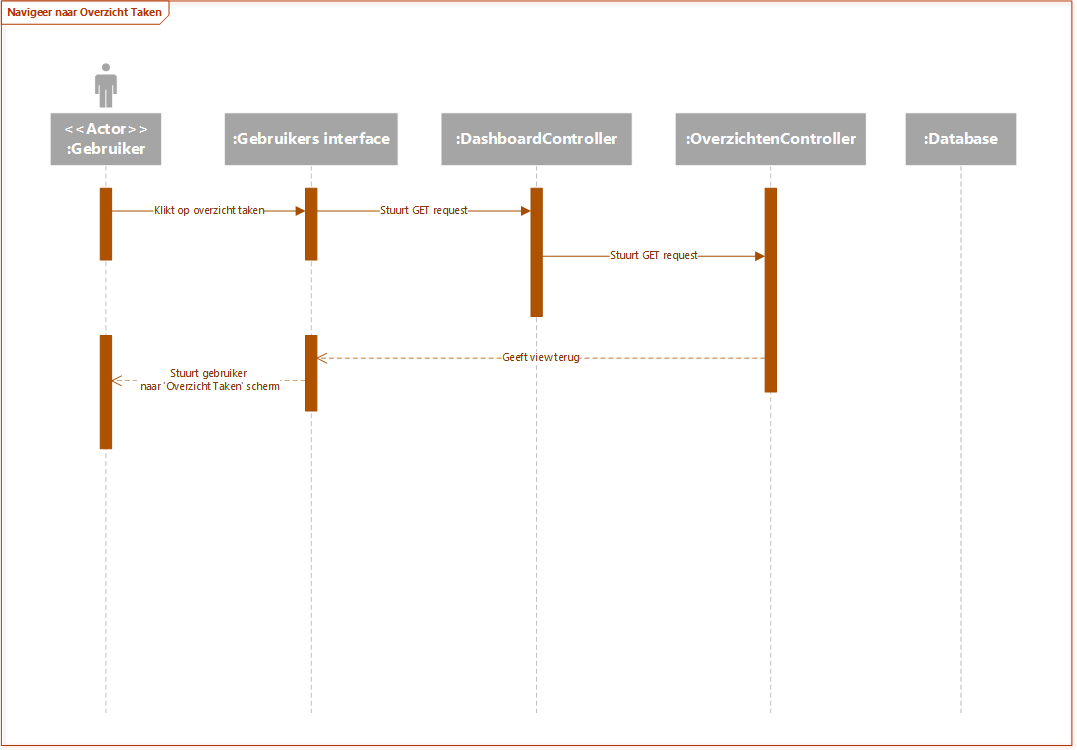 Navigeer naar Overzicht Taken
<<Actor>>
:Gebruiker
:Gebruikers interface
:DashboardController
:OverzichtenController
:Database
Klikt op overzicht taken
Stuurt GET request
Stuurt GET request
Geeft view terug
Stuurt gebruiker
naar 'Overzicht Taken' scherm